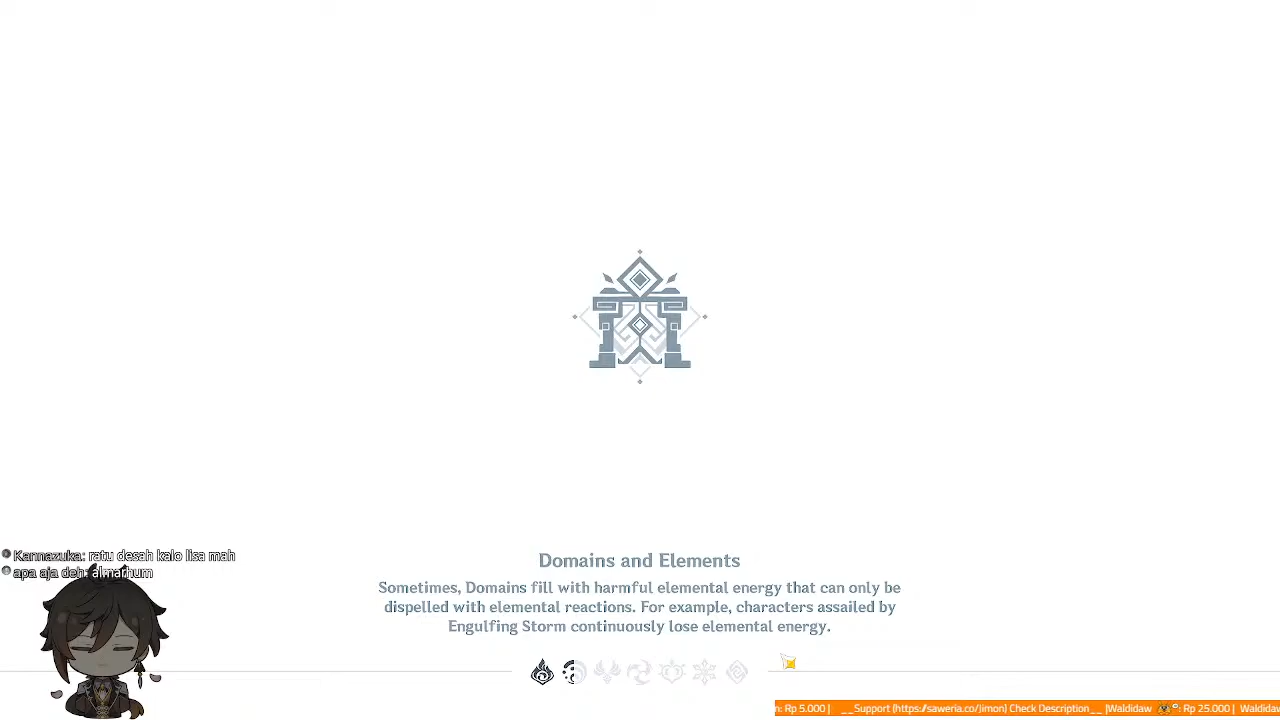 Kannazuka: ratu desah kalo lisa mah
apa aja deh: almarhum
Domains and Elements
Sometimes, Domains fill with harmful elemental energy that can only be
dispelled with elemental reactions. For example, characters assailed by
Engulfing Storm continuously lose elemental energy.
n: Rp 5.000 | __Support (https://saweria.co/Jimon) Check Description__ |Waldidaw : Rp 25.000 | Waldidaw